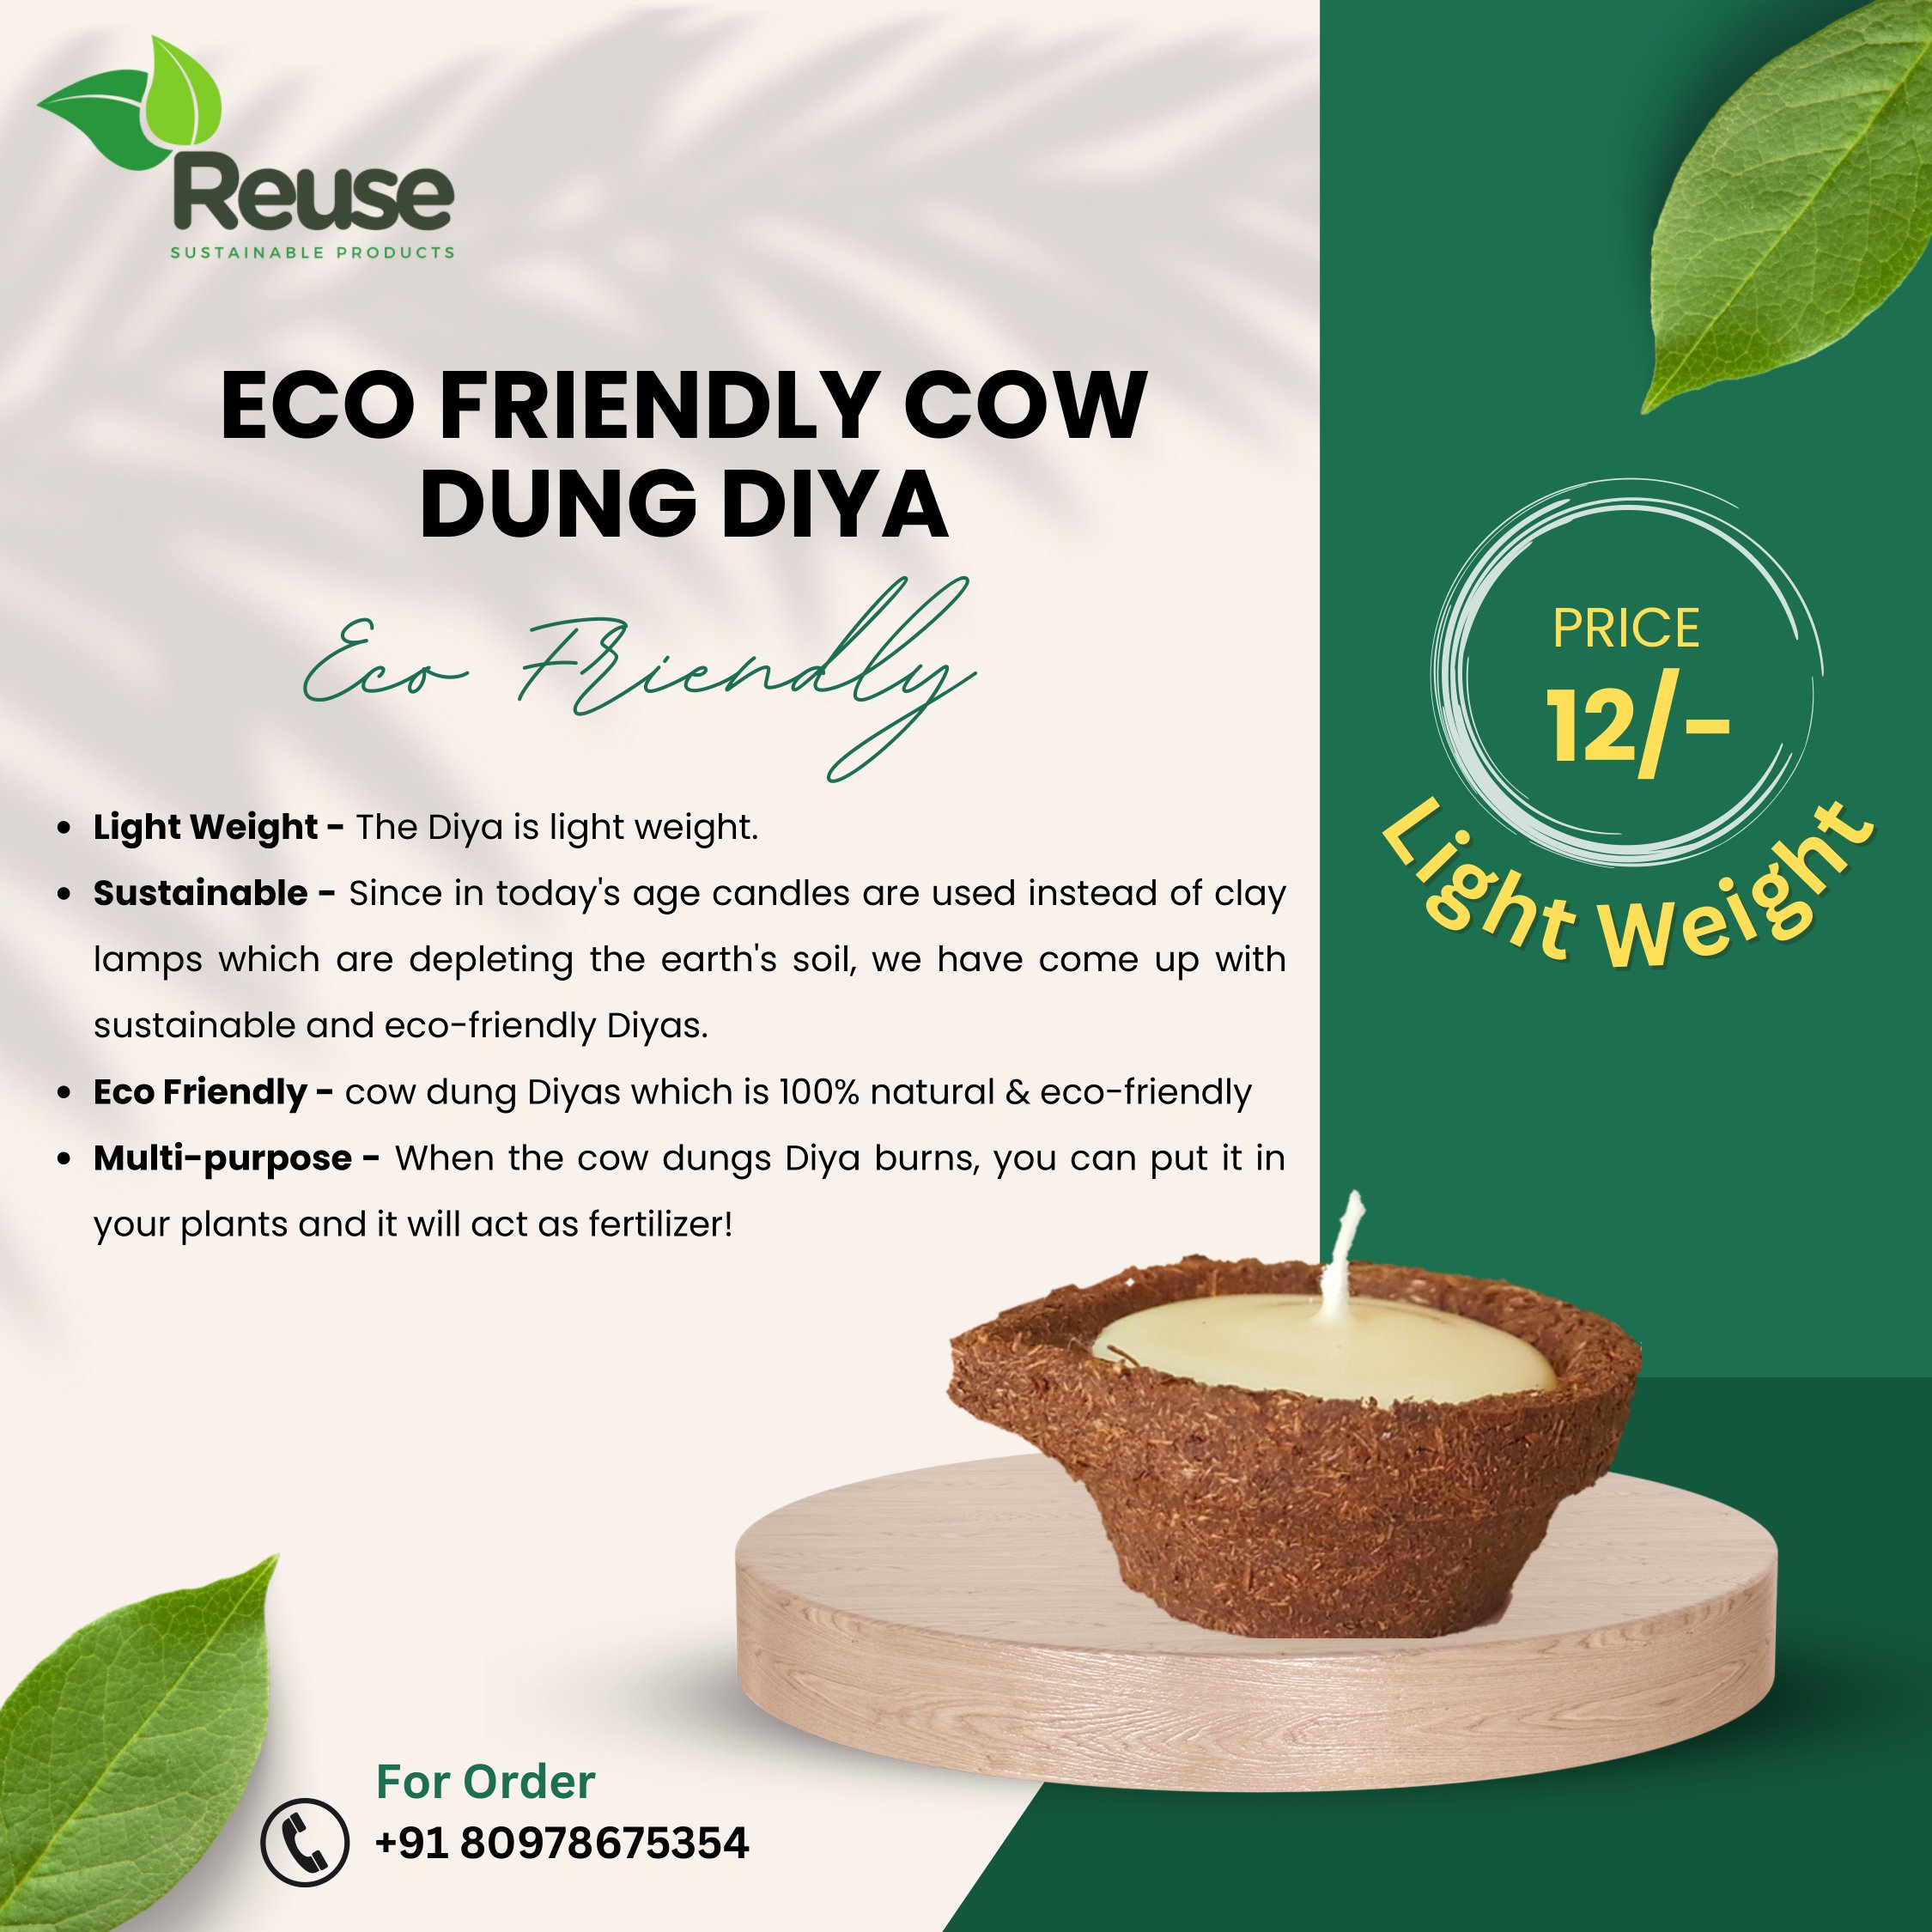 Reuse
SUSTAINABLE PRODUCTS
ECO FRIENDLY COW
DUNG DIYA
Eco Friendly
• Light Weight - The Diya is light weight.
• Sustainable - Since in today's age candles are used instead of clay
lamps which are depleting the earth's soil, we have come up with
sustainable and eco-friendly Diyas.
• Eco Friendly - cow dung Diyas which is 100% natural & eco-friendly
• Multi-purpose - When the cow dungs Diya burns, you can put it in
your plants and it will act as fertilizer!
PRICE
12/-
Light Weight
For Order
+91 80978675354